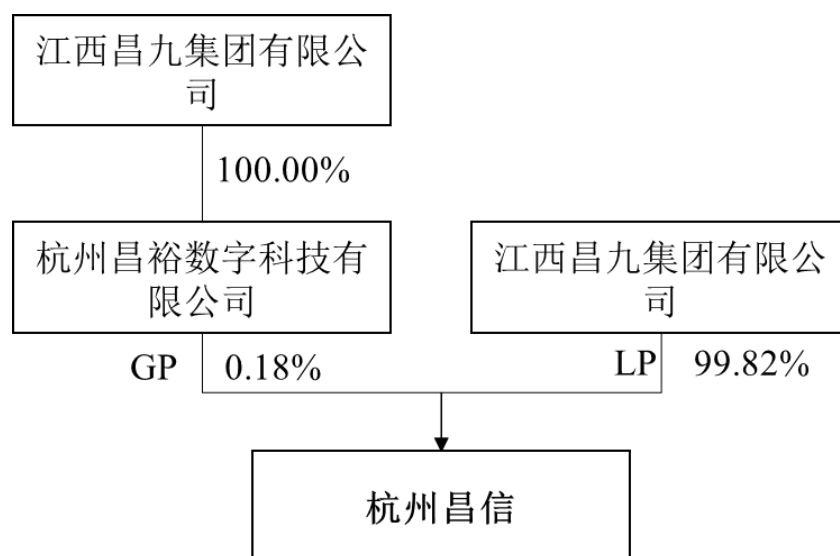 江西昌九集团有限公
司
100.00%
杭州昌裕数字科技有
限公司
江西昌九集团有限公
司
GP 0.18%
LP 99.82%
杭州昌信